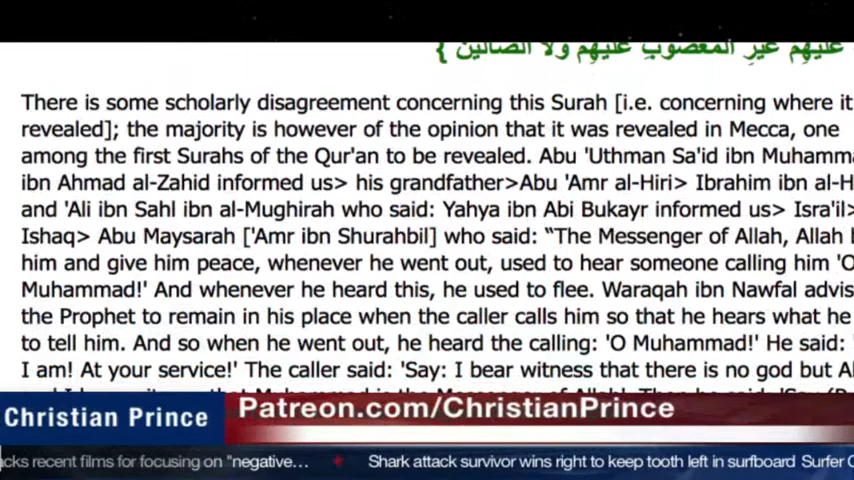 عليهم غير المغضوب عليهم ولا الضالين }
There is some scholarly disagreement concerning this Surah [i.e. concerning where it
revealed]; the majority is however of the opinion that it was revealed in Mecca, one
among the first Surahs of the Qur'an to be revealed. Abu 'Uthman Sa'id ibn Muhamma
ibn Ahmad al-Zahid informed us> his grandfather>Abu 'Amr al-Hiri> Ibrahim ibn al-H
and 'Ali ibn Sahl ibn al-Mughirah who said: Yahya ibn Abi Bukayr informed us> Isra'il>
Ishaq> Abu Maysarah ['Amr ibn Shurahbil] who said: “The Messenger of Allah, Allah b
him and give him peace, whenever he went out, used to hear someone calling him 'O
Muhammad!' And whenever he heard this, he used to flee. Waraqah ibn Nawfal advis
the Prophet to remain in his place when the caller calls him so that he hears what he
to tell him. And so when he went out, he heard the calling: 'O Muhammad!' He said: '
I am! At your service!' The caller said: 'Say: I bear witness that there is no god but Al
Christian Prince
Patreon.com/ChristianPrince
acks recent films for focusing on "negative... Shark attack survivor wins right to keep tooth left in surfboard Surfer C